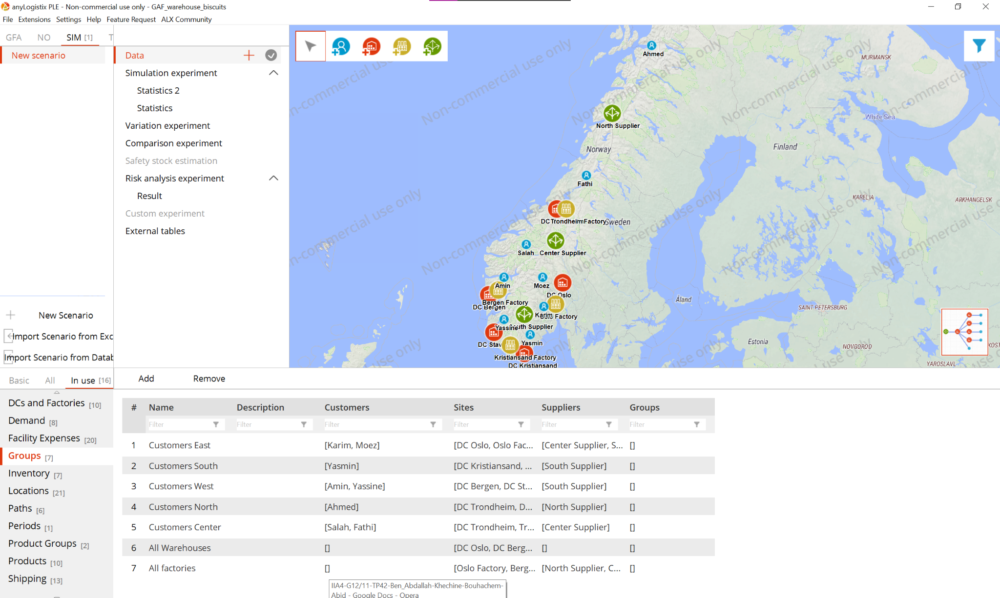 anyLogistix PLE - Non-commercial use only - GAF_warehouse_biscuits
File Extensions Settings Help Feature Request ALX Community
GFA NO SIM [1] T
New scenario
Data
Simulation experiment
Statistics 2
Statistics
Variation experiment
Comparison experiment
Safety stock estimation
Risk analysis experiment
Result
Custom experiment
External tables
New Scenario
Import Scenario from Exc
Import Scenario from Datab
Non-commercial use only
Ahmed
MURMANSK
North Supplier
White Sea
Norway
Finland
Fathi
KARELIA
ARKHANGELSK
DC Trondheim Factory
Sweden
Salah
Center Supplier
Amin
Moez
DC Oslo
Bergen Factory
DC Bergen
Åland
SAINT PETERSBURG
Karim
Factory
Yassine
uth Supplier
DC Stav
Yasmin
Estonia
NOVGOROD
KOST
Kristiansand Factory
DC Kristiansand
YAROSLAVL
Basic All In use [16]
Add Remove
DCs and Factories [10]
Demand [8]
Facility Expenses [20]
Groups [7]
Inventory [7]
Locations [21]
Paths [6]
Periods [1]
Product Groups [2]
Products [10]
Shipping [13]
# Name Description Customers Sites Suppliers Groups
Filter Filter Filter Filter Filter Filter
1 Customers East [Karim, Moez] [DC Oslo, Oslo Fac... [Center Supplier, S... []
2 Customers South [Yasmin] [DC Kristiansand, ... [South Supplier] []
3 Customers West [Amin, Yassine] [DC Bergen, DC St... [South Supplier] []
4 Customers North [Ahmed] [DC Trondheim, D... [North Supplier] []
5 Customers Center [Salah, Fathi] [DC Trondheim, Tr... [Center Supplier] []
6 All Warehouses [] [DC Oslo, DC Berg... [] []
7 All factories [] [Oslo Factory, Berg... [North Supplier, C... []
IIA4-G12/11-TP42-Ben_Abdallah-Khechine-Bouhachem-
Abid - Google Docs - Opera